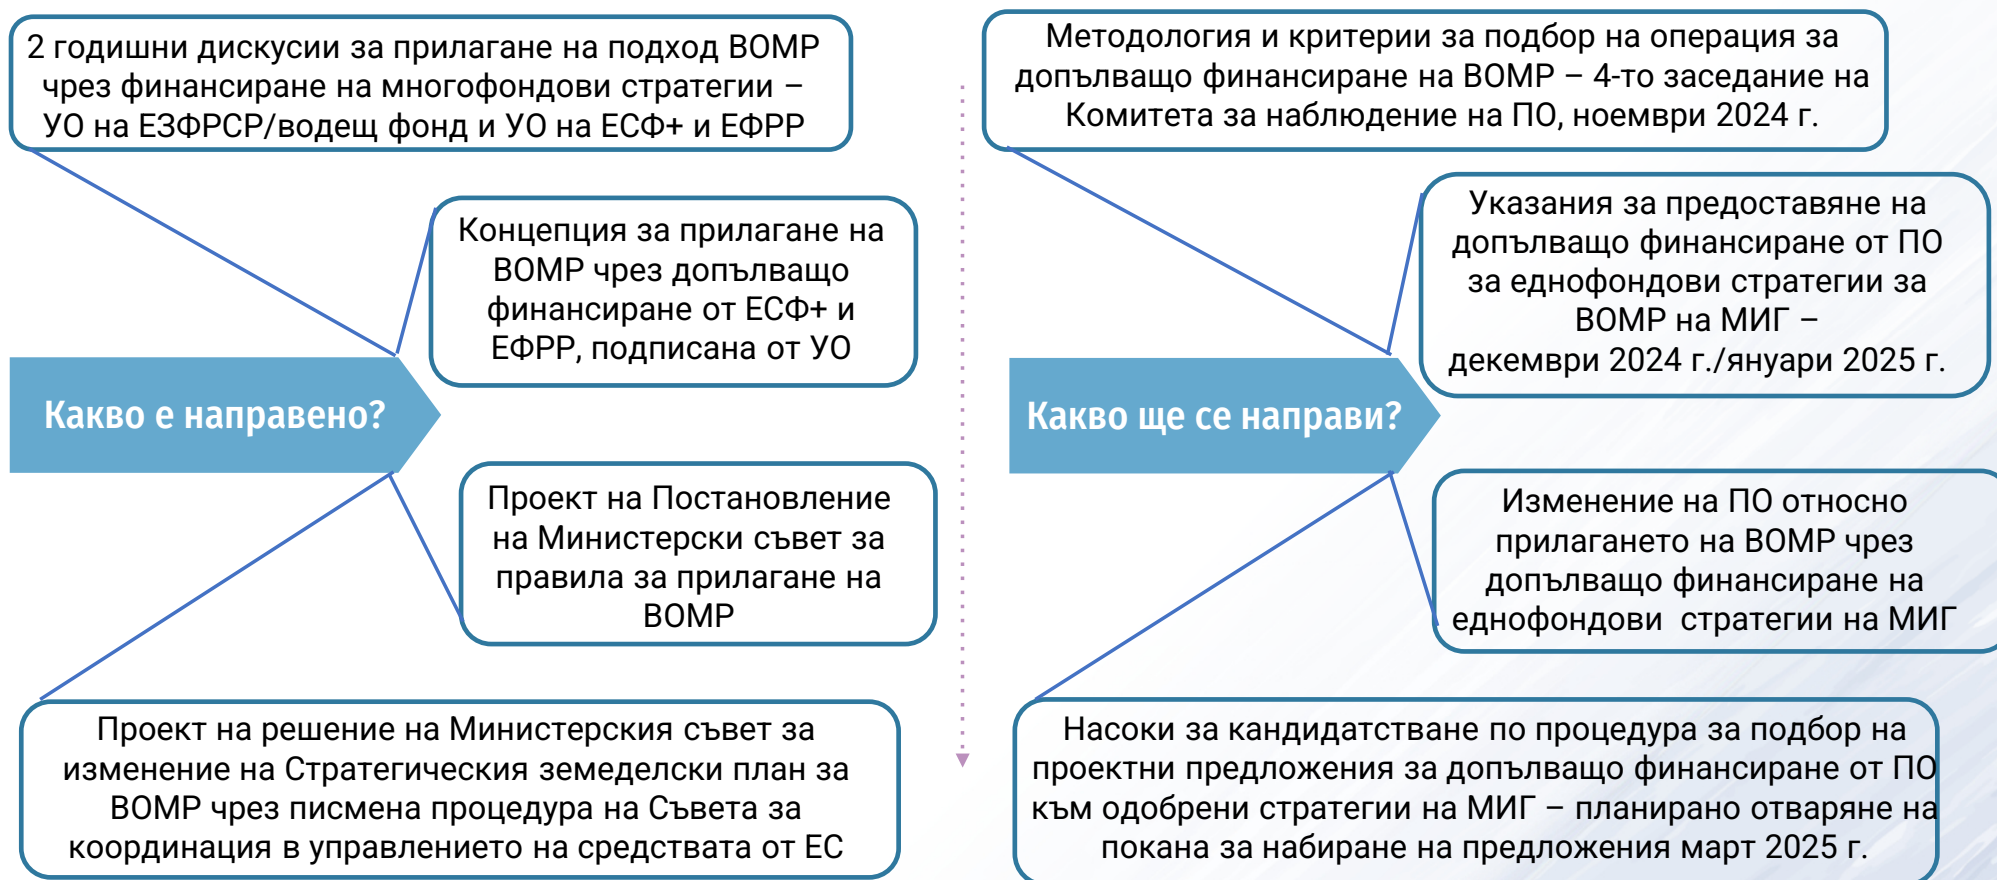 2 годишни дискусии за прилагане на подход ВОМР
чрез финансиране на многофондови стратегии –
УО на ЕЗФРСР/водещ фонд и УО на ЕСФ+ и ЕФРР
Концепция за прилагане на
ВОМР чрез допълващо
финансиране от ЕСФ+ и
ЕФРР, подписана от УО
Какво е направено?
Проект на Постановление
на Министерски съвет за
правила за прилагане на
ВОМР
Проект на решение на Министерския съвет за
изменение на Стратегическия земеделски план за
ВОМР чрез писмена процедура на Съвета за
координация в управлението на средствата от ЕС
Методология и критерии за подбор на операция за
допълващо финансиране на ВОМР – 4-то заседание на
Комитета за наблюдение на ПО, ноември 2024 г.
Указания за предоставяне на
допълващо финансиране от ПО
за еднофондови стратегии за
ВОМР на МИГ –
декември 2024 г./януари 2025 г.
Какво ще се направи?
Изменение на ПО относно
прилагането на ВОМР чрез
допълващо финансиране на
еднофондови  стратегии на МИГ
Насоки за кандидатстване по процедура за подбор на
проектни предложения за допълващо финансиране от ПО
към одобрени стратегии на МИГ – планирано отваряне на
покана за набиране на предложения март 2025 г.